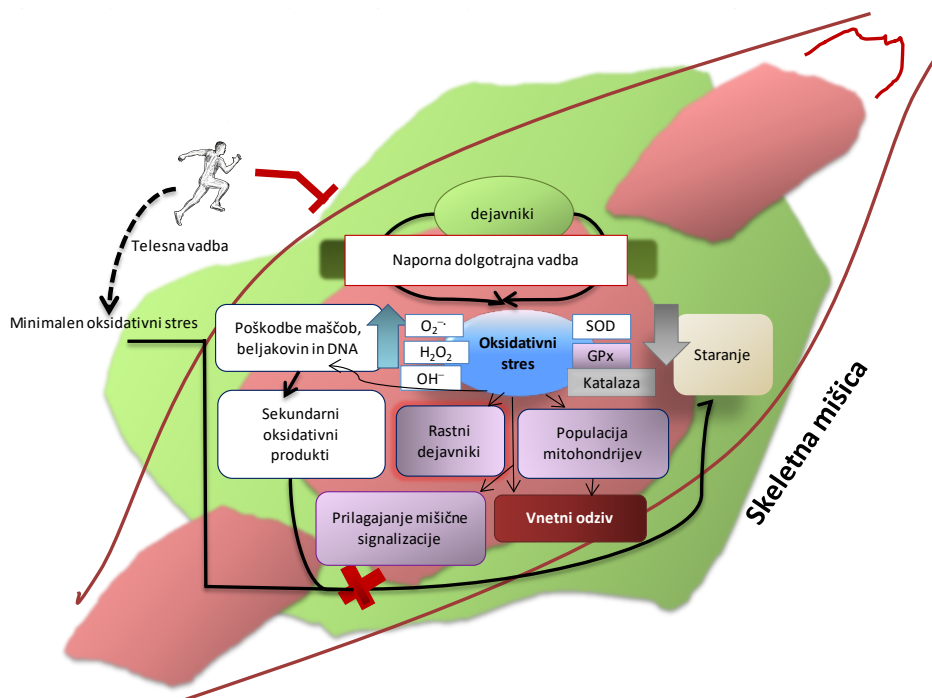 dejavniki
Telesna vadba
Naporna dolgotrajna vadba
Minimalen oksidativni stres
Poškodbe maščob,
beljakovin in DNA
O₂⁻·
H₂O₂
OH⁻
Oksidativni
stres
SOD
GPx
Katalaza
Staranje
Sekundarni
oksidativni
produkti
Rastni
dejavniki
Populacija
mitohondrijev
Prilagajanje mišične
signalizacije
Vnetni odziv
Skeletna mišica